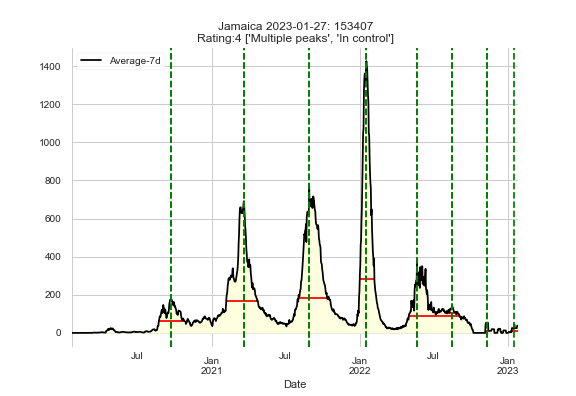 Jamaica 2023-01-27: 153407
Rating:4 ['Multiple peaks', 'In control']
Average-7d
1400
1200
1000
800
600
400
200
0
Jul
Jan
2021
Jul
Jan
2022
Jul
Jan
2023
Date